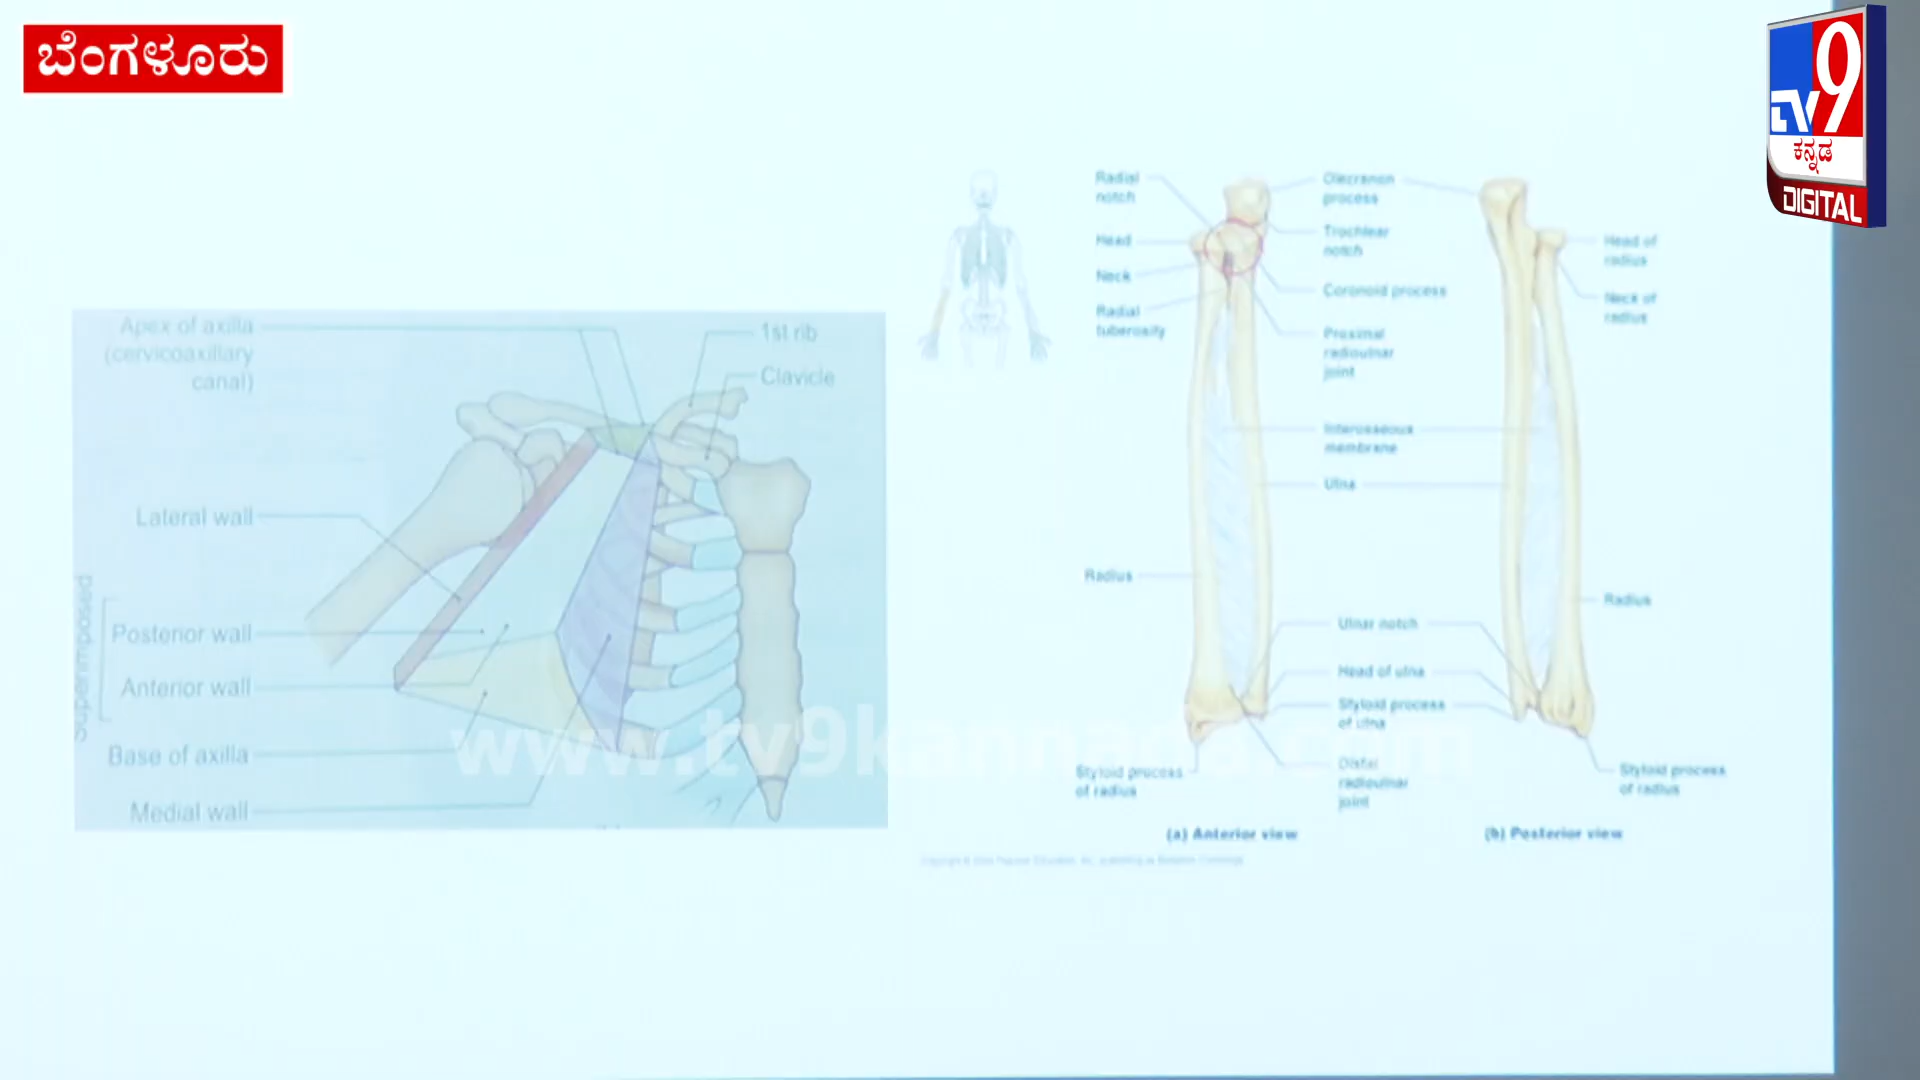 ಬೆಂಗಳೂರು
TV9
ಕನ್ನಡ
DIGITAL
Apex of axilla
(cervicoaxillary
canal)
1st rib
Clavicle
Lateral wall
Superimposed
Posterior wall
Anterior wall
Base of axilla
Medial wall
Radial
notch
Head
Neck
Radial
tuberosity
Olecranon
process
Trochlear
notch
Coronoid process
Proximal
radioulnar
joint
Interosseous
membrane
Ulna
Radius
Ulnar notch
Head of ulna
Styloid process
of ulna
Distal
radioulnar
joint
Styloid process
of radius
(a) Anterior view
Head of
radius
Neck of
radius
Radius
Styloid process
of radius
(b) Posterior view
www.tv9kannada.com